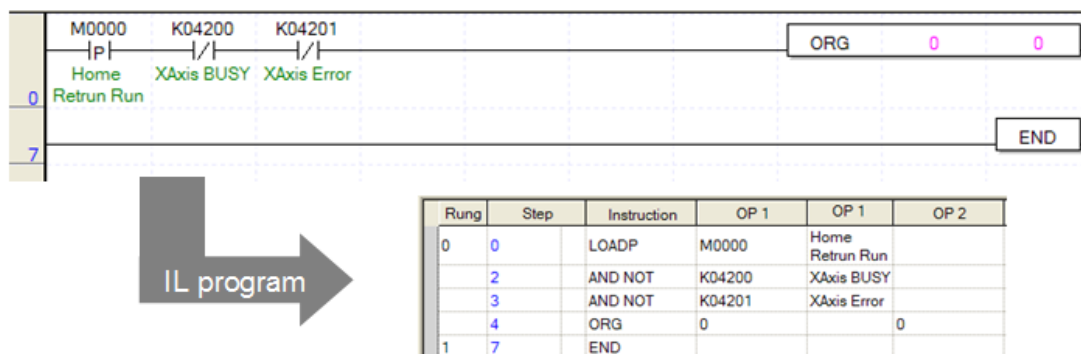 M0000 K04200 K04201
P
ORG 0 0
Home XAxis BUSY XAxis Error
Retrun Run
0
END
7
IL program
Rung Step Instruction OP 1 OP 1 OP 2
0 0 LOADP M0000 Home Retrun Run
2 AND NOT K04200 XAxis BUSY
3 AND NOT K04201 XAxis Error
4 ORG 0 0
1 7 END